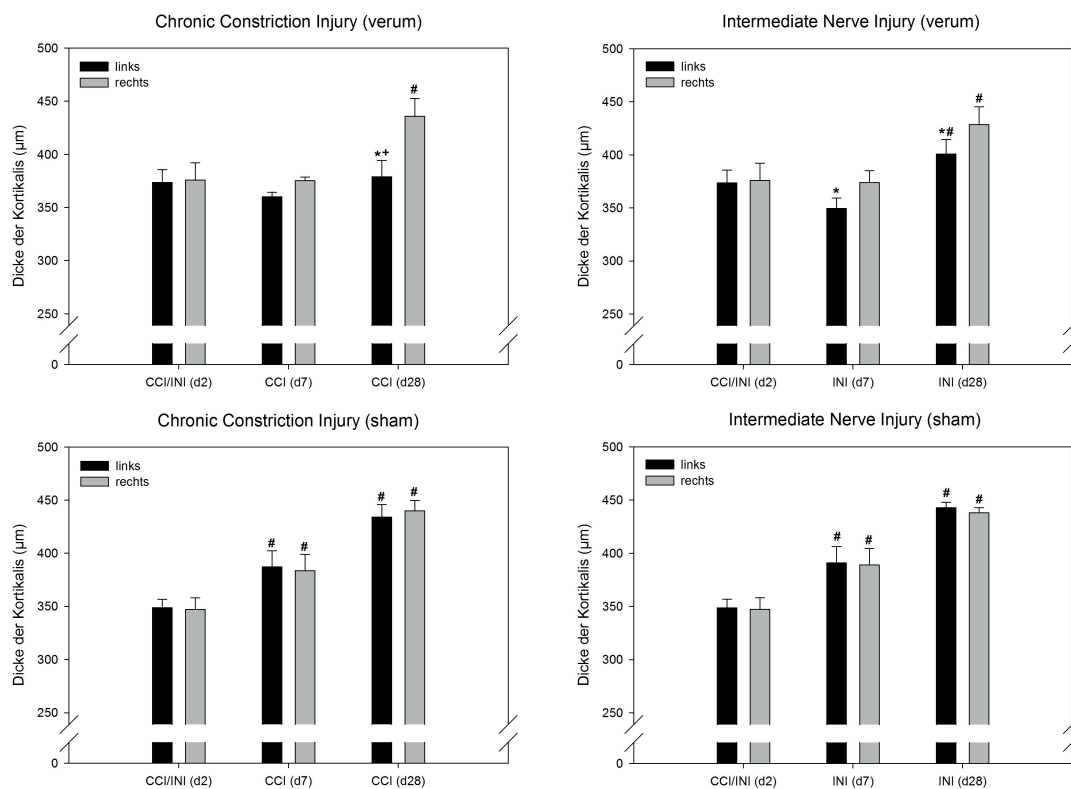 Chronic Constriction Injury (verum)
500
450
400
350
300
250
0
Dicke der Kortikalis (µm)
links
rechts
#
*+
CCI/INI (d2) CCI (d7) CCI (d28)
Intermediate Nerve Injury (verum)
500
450
400
350
300
250
0
Dicke der Kortikalis (µm)
links
rechts
#
*#
*
CCI/INI (d2) INI (d7) INI (d28)
Chronic Constriction Injury (sham)
500
450
400
350
300
250
0
Dicke der Kortikalis (µm)
links
rechts
# #
# #
CCI/INI (d2) CCI (d7) CCI (d28)
Intermediate Nerve Injury (sham)
500
450
400
350
300
250
0
Dicke der Kortikalis (µm)
links
rechts
# #
# #
CCI/INI (d2) INI (d7) INI (d28)